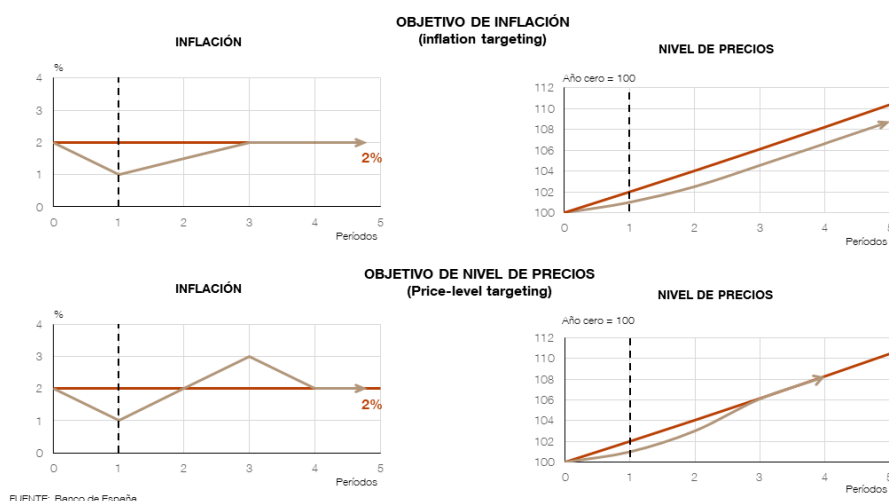 OBJETIVO DE INFLACIÓN
(inflation targeting)
INFLACIÓN
%
4
3
2
1
0
0 1 2 3 4 5
2%
Períodos
NIVEL DE PRECIOS
Año cero = 100
112
110
108
106
104
102
100
0 1 2 3 4 5
Períodos
OBJETIVO DE NIVEL DE PRECIOS
(Price-level targeting)
INFLACIÓN
%
4
3
2
1
0
0 1 2 3 4 5
2%
Períodos
NIVEL DE PRECIOS
Año cero = 100
112
110
108
106
104
102
100
0 1 2 3 4 5
Períodos
FUENTE: Banco de España